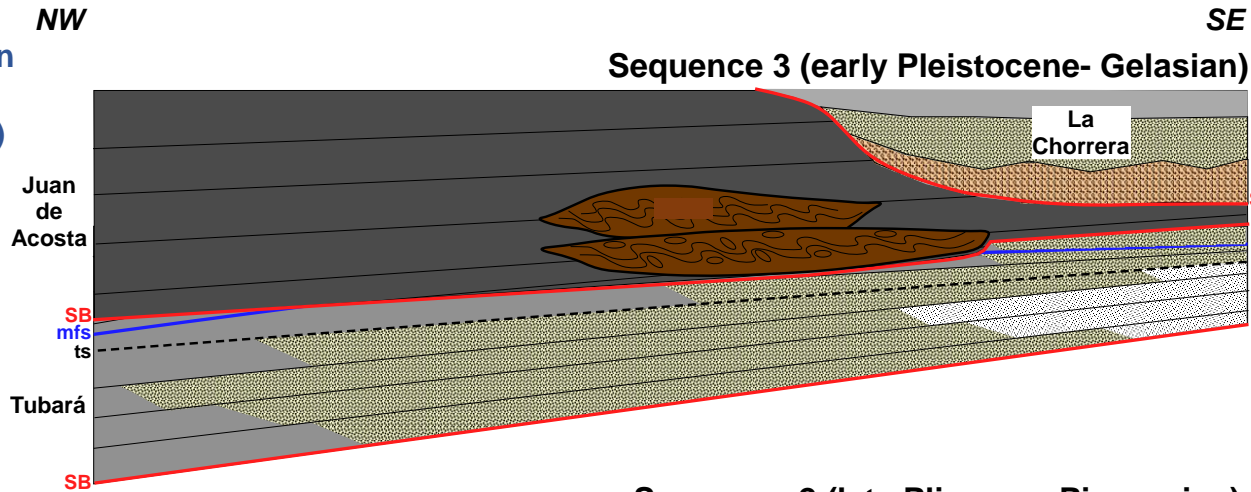 NW
SE
n
Sequence 3 (early Pleistocene- Gelasian)
)
La
Chorrera
Juan
de
Acosta
SB
mfs
ts
Tubará
SB